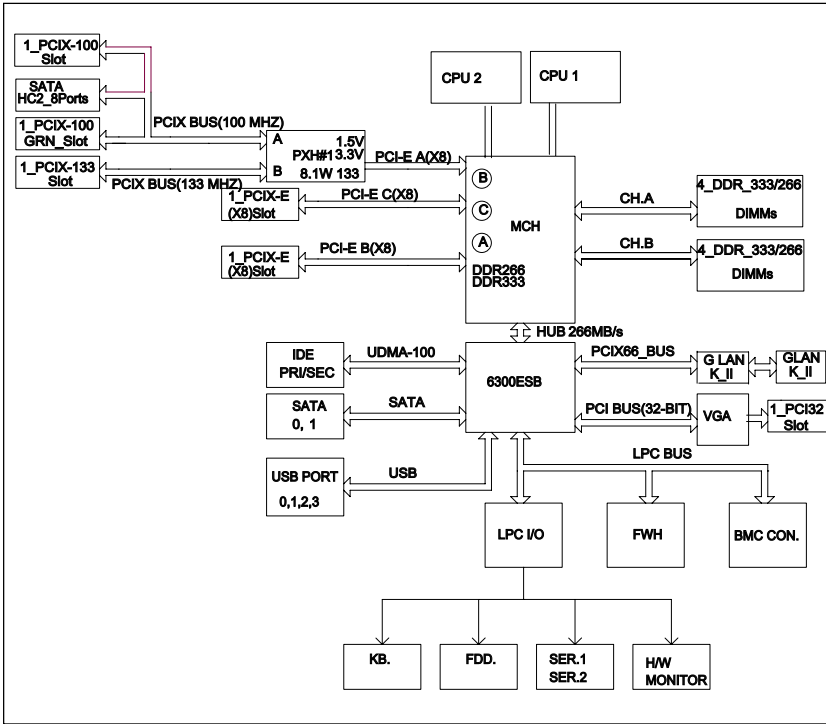 1_PCIX-100
Slot
SATA
HC2_8Ports
1_PCIX-100
GRN_Slot
1_PCIX-133
Slot
PCIX BUS(100 MHZ)
PCIX BUS(133 MHZ)
A
B
1.5V
PXH#1 3.3V
8.1W 133
CPU 2
CPU 1
PCI-E A(X8)
1_PCIX-E
(X8)Slot
PCI-E C(X8)
1_PCIX-E
(X8)Slot
PCI-E B(X8)
B
C
A
MCH
DDR266
DDR333
CH.A
4_DDR_333/266
DIMMs
CH.B
4_DDR_333/266
DIMMs
HUB 266MB/s
IDE
PRI/SEC
UDMA-100
6300ESB
PCIX66_BUS
G LAN
K_II
GLAN
K_II
SATA
0, 1
SATA
PCI BUS(32-BIT)
VGA
1_PCI32
Slot
USB PORT
0,1,2,3
USB
LPC BUS
LPC I/O
FWH
BMC CON.
KB.
FDD.
SER.1
SER.2
H/W
MONITOR